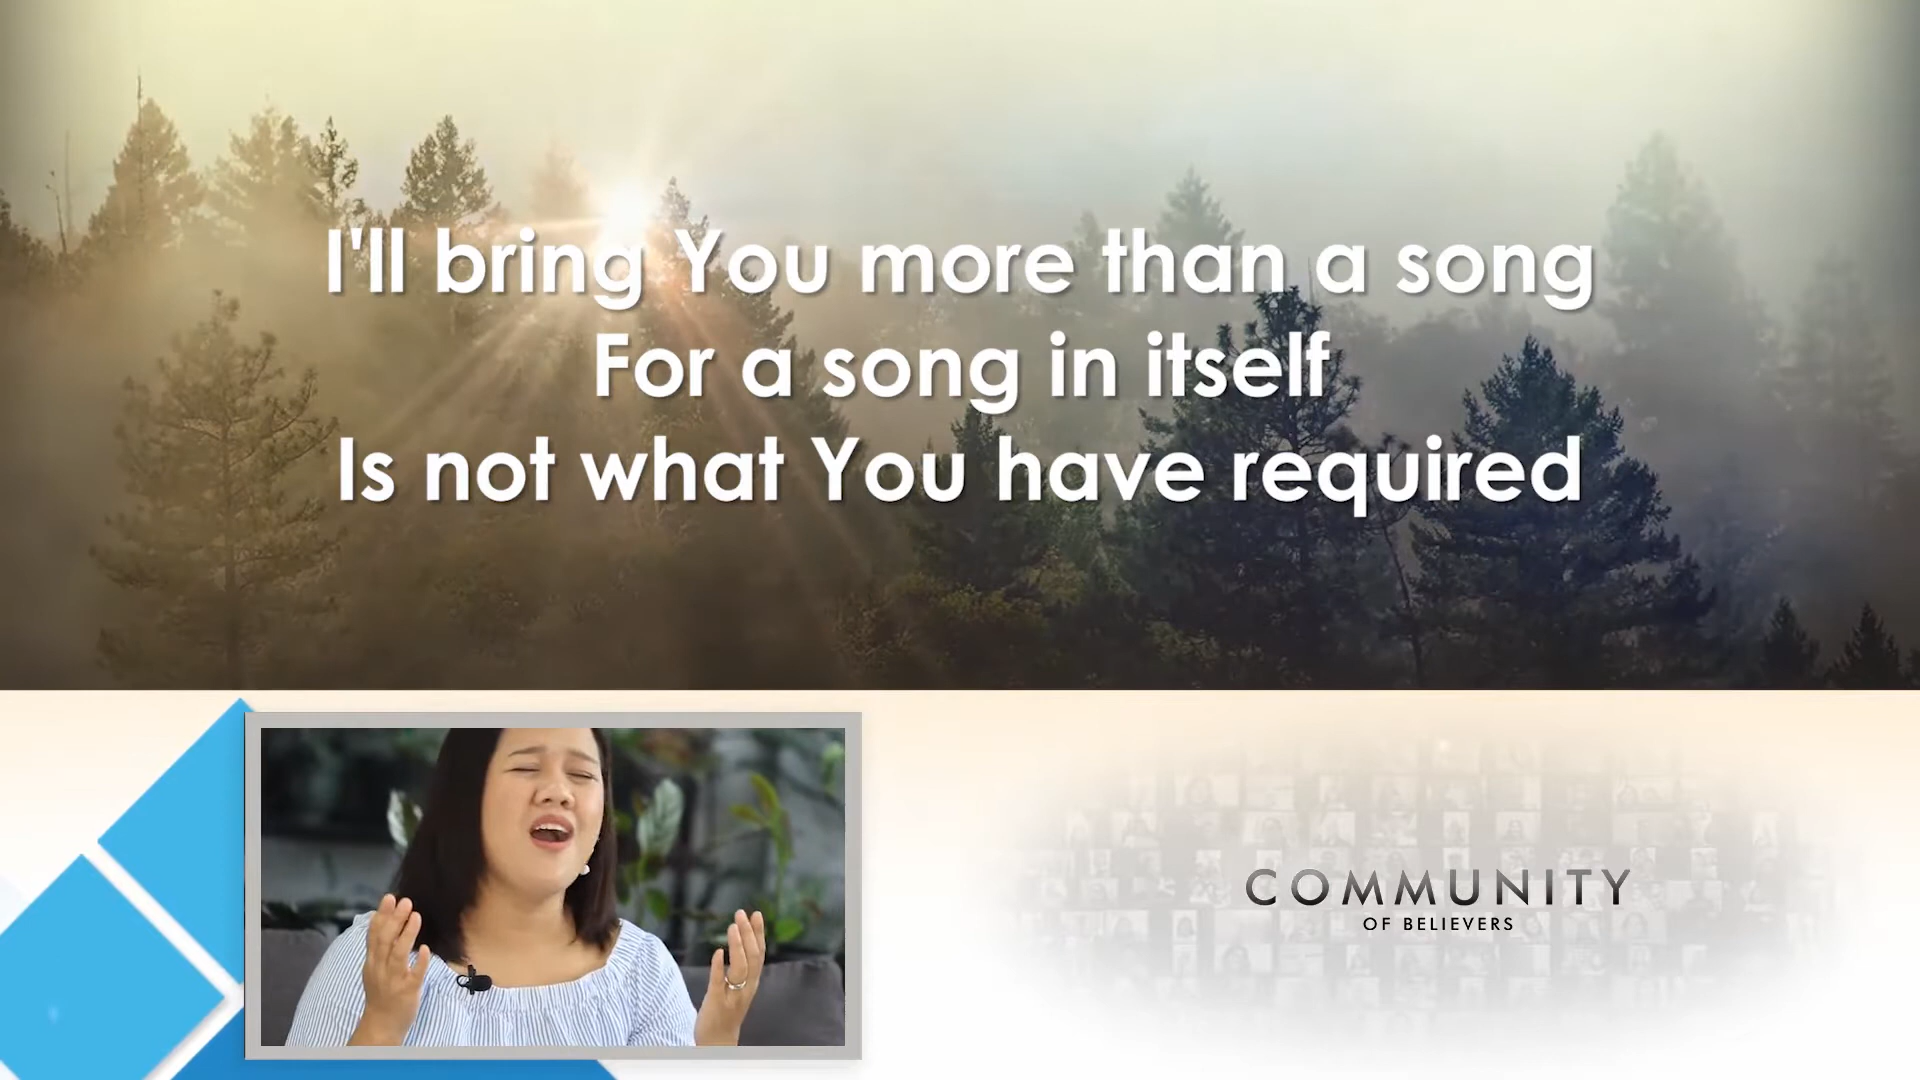 I'll bring You more than a song
For a song in itself
Is not what You have required
COMMUNITY
OF BELIEVERS